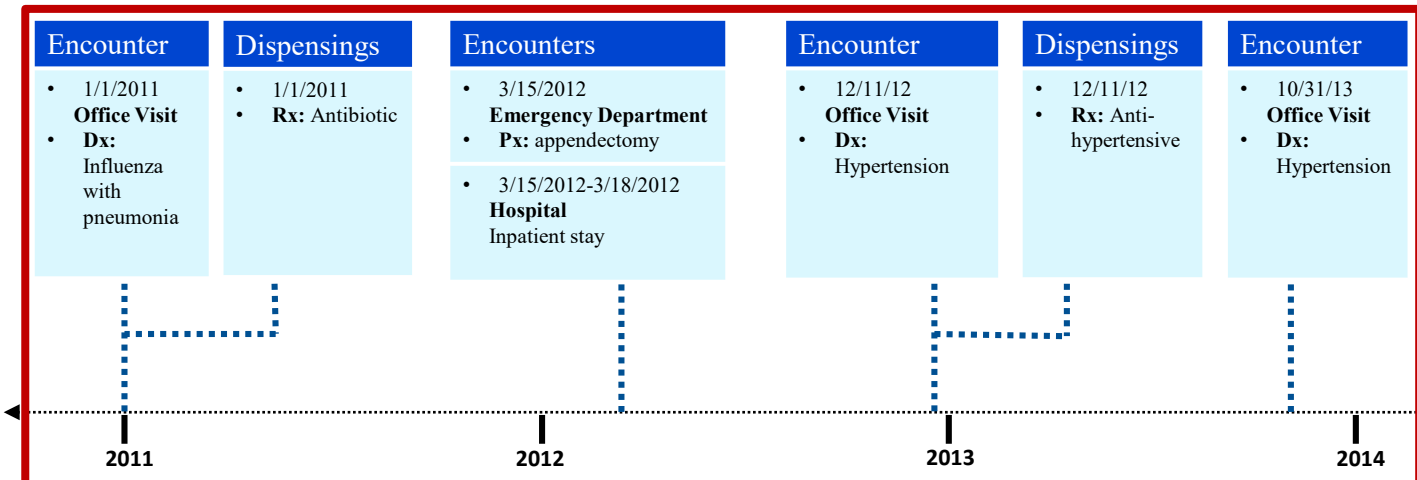 Encounter
• 1/1/2011
Office Visit
• Dx:
Influenza
with
pneumonia
Dispensings
• 1/1/2011
• Rx: Antibiotic
Encounters
• 3/15/2012
Emergency Department
• Px: appendectomy
• 3/15/2012-3/18/2012
Hospital
Inpatient stay
Encounter
• 12/11/12
Office Visit
• Dx:
Hypertension
Dispensings
• 12/11/12
• Rx: Anti-
hypertensive
Encounter
• 10/31/13
Office Visit
• Dx:
Hypertension
2011
2012
2013
2014